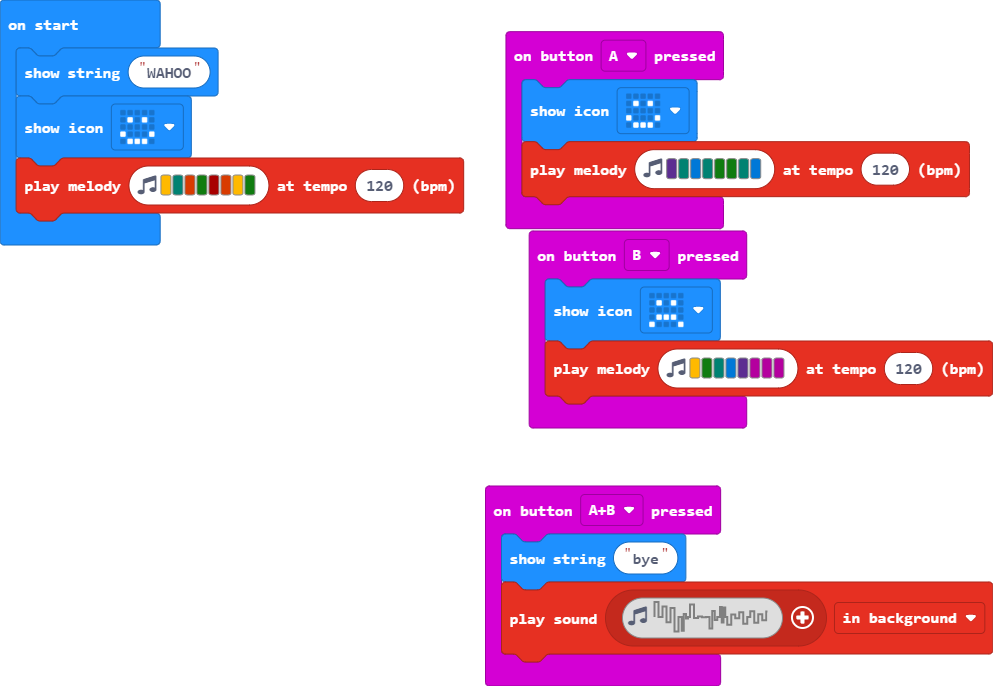 on start
show string "WAHOO"
show icon
play melody at tempo 120 (bpm)
on button A pressed
show icon
play melody at tempo 120 (bpm)
on button B pressed
show icon
play melody at tempo 120 (bpm)
on button A+B pressed
show string "bye"
play sound in background